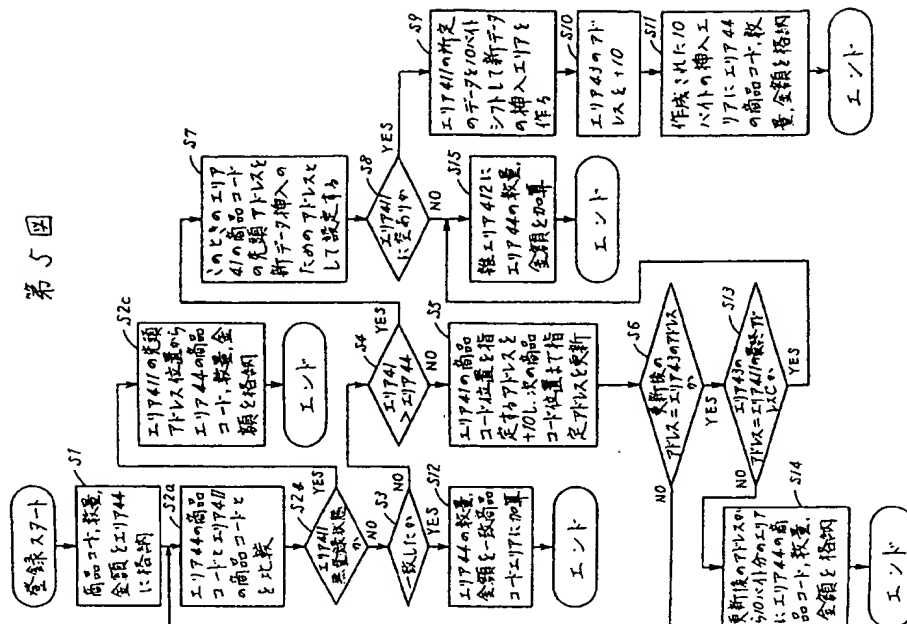 第5図
登録スタート
S1
商品コード,数量,
金額とエリア44
に格納
S2a
エリア44の商品
コードとエリア411
の商品コードと
を比較
S2b
エリア411
無登録状態
か
YES
NO
S2c
エリア411の先頭
アドレス位置から
エリア44の商品
コード,数量,金
額を格納
エンド
S3
一致したか
NO
YES
S12
エリア44の数量,
金額を一致商品
コードエリアに加算
エンド
S4
エリア411
>エリア44
YES
NO
S5
エリア411の商品
コード位置を指
定するアドレスを
+10し,次の商品
コード位置まで指
定アドレスを更新
S6
更新後の
アドレス=エリア43のアドレス
か
NO
YES
S13
エリア43の
アドレス=エリア411の最終アド
レスか
NO
YES
S14
更新後のアドレスか
ら10バイト分のエリア
にエリア44の商
品コード,数量,
金額を格納
エンド
S7
このときのエリア
411の商品コード
の先頭アドレスを
新データ挿入の
ためのアドレスと
して設定する
S8
エリア411
に空ありか
YES
NO
S15
雑エリア412に
エリア44の数量,
金額を加算
エンド
S9
エリア411の所定
のデータを10バイト
シフトして新データ
の挿入エリアを
作る
S10
エリア43のアド
レスを+10
S11
作成された10
バイトの挿入エ
リアにエリア44
の商品コード,数
量,金額を格納
エンド